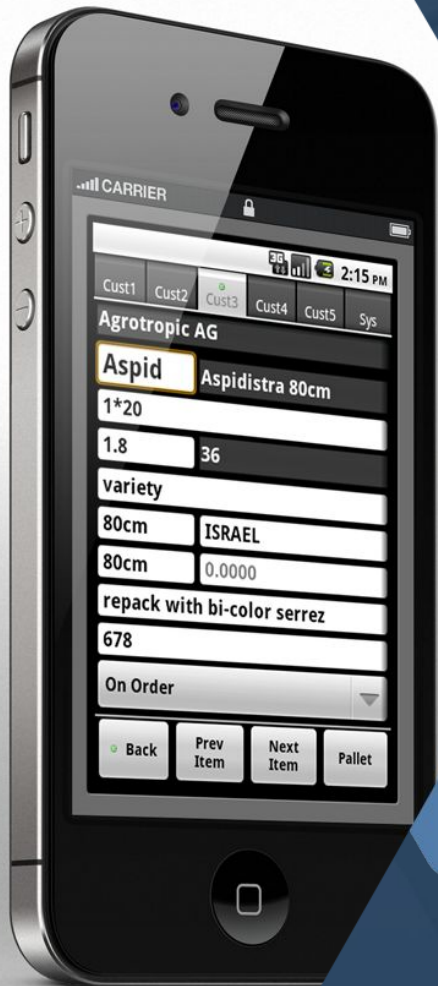 CARRIER
3G 2:15 PM
Cust1 Cust2 Cust3 Cust4 Cust5 Sys
Agrotropic AG
Aspid Aspidistra 80cm
1*20
1.8 36
variety
80cm ISRAEL
80cm 0.0000
repack with bi-color serrez
678
On Order
Back Prev Item Next Item Pallet